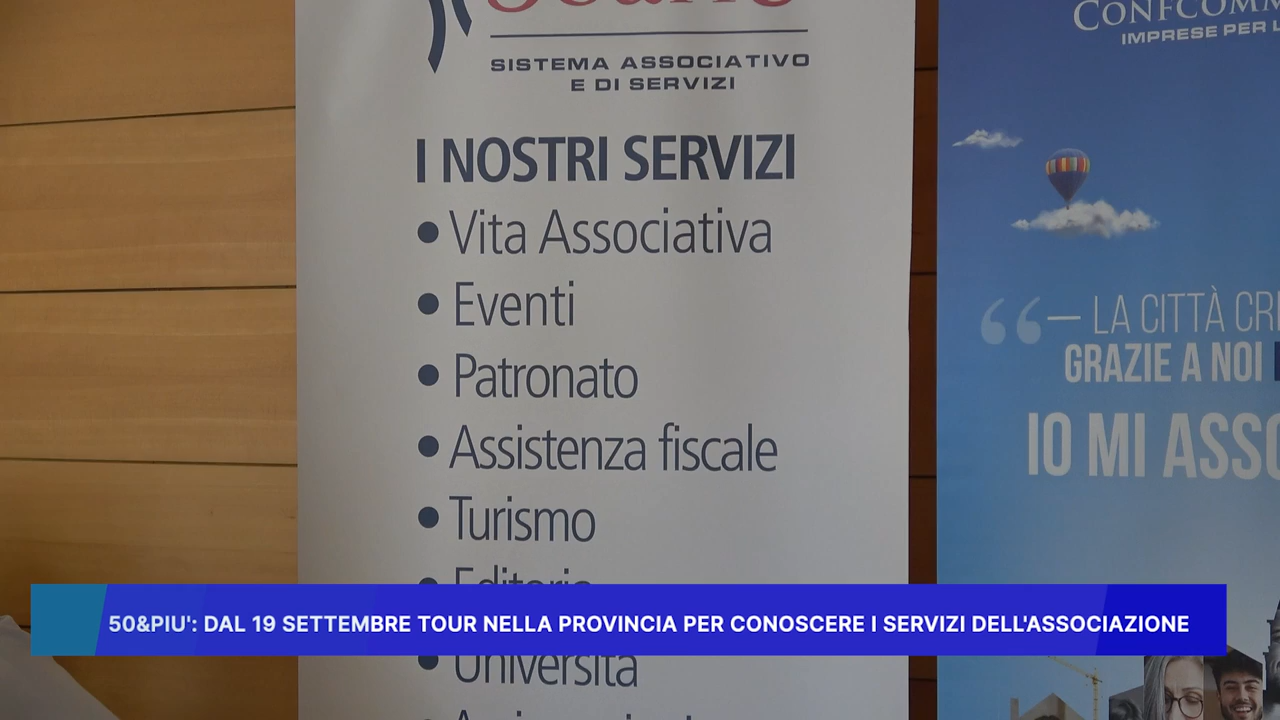 SISTEMA ASSOCIATIVO
E DI SERVIZI
I NOSTRI SERVIZI
• Vita Associativa
• Eventi
• Patronato
• Assistenza fiscale
• Turismo
• Editoria
• Università
CONFCOMM
IMPRESE PER L
“— LA CITTÀ CR
GRAZIE A NOI
IO MI ASSO
50&PIU': DAL 19 SETTEMBRE TOUR NELLA PROVINCIA PER CONOSCERE I SERVIZI DELL'ASSOCIAZIONE